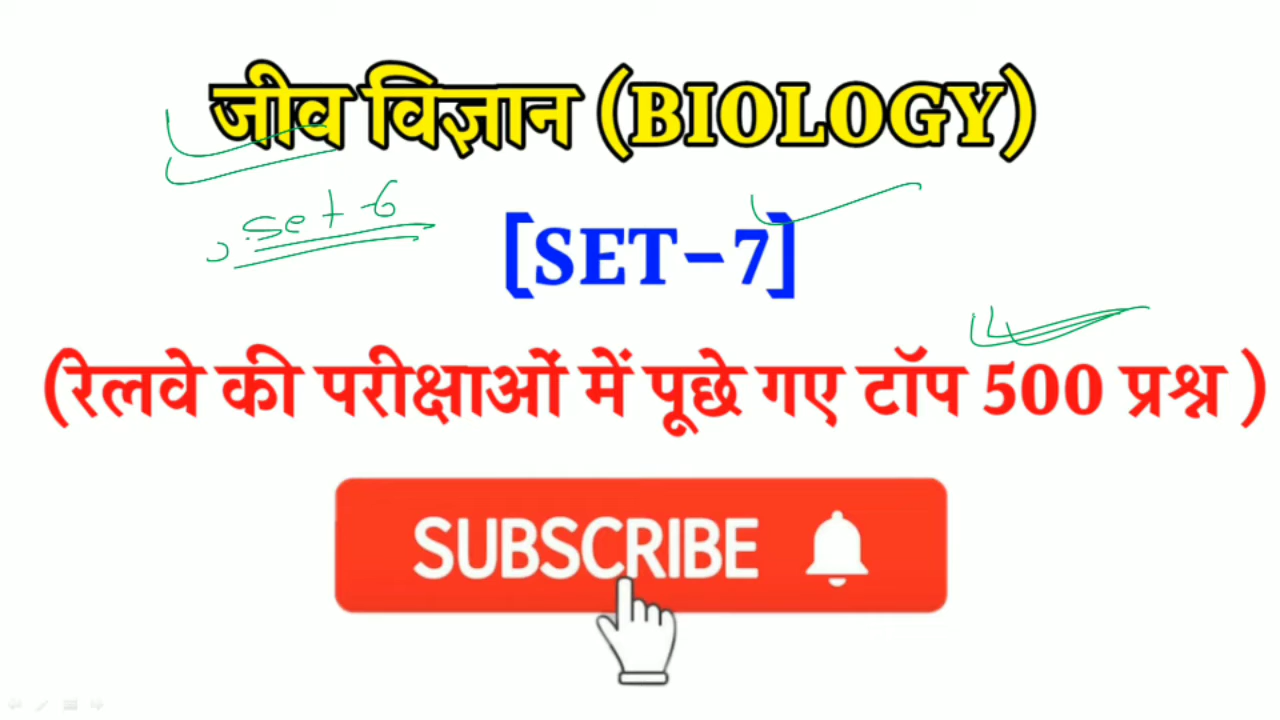 जीव विज्ञान (BIOLOGY)
Set-6
[SET-7]
(रेलवे की परीक्षाओं में पूछे गए टॉप 500 प्रश्न )
SUBSCRIBE